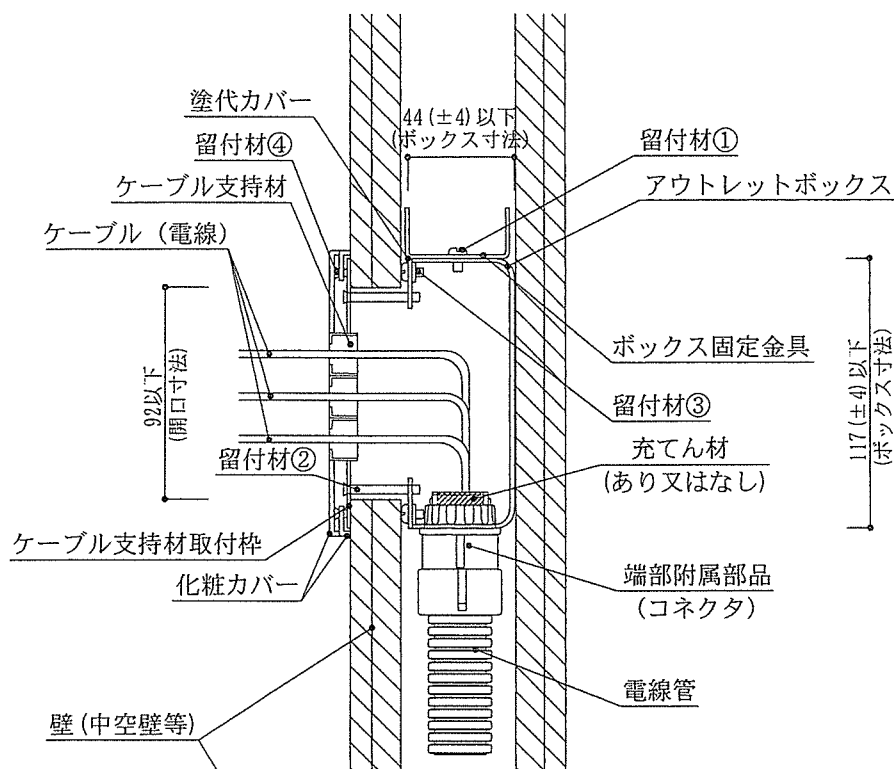 塗代カバー
44(±4)以下
(ボックス寸法)
留付材④
留付材①
ケーブル支持材
アウトレットボックス
ケーブル（電線）
ボックス固定金具
92以下
(開口寸法)
117(±4)以下
(ボックス寸法)
留付材③
留付材②
充てん材
(あり又はなし)
ケーブル支持材取付枠
化粧カバー
端部附属部品
(コネクタ)
電線管
壁(中空壁等)